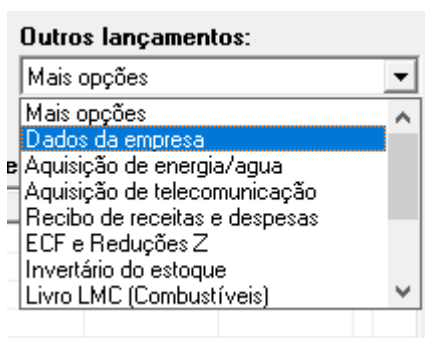 Outros lançamentos:
Mais opções
Mais opções
Dados da empresa
e Aquisição de energia/agua
Aquisição de telecomunicação
Recibo de receitas e despesas
ECF e Reduções Z
Invertário do estoque
Livro LMC (Combustíveis)